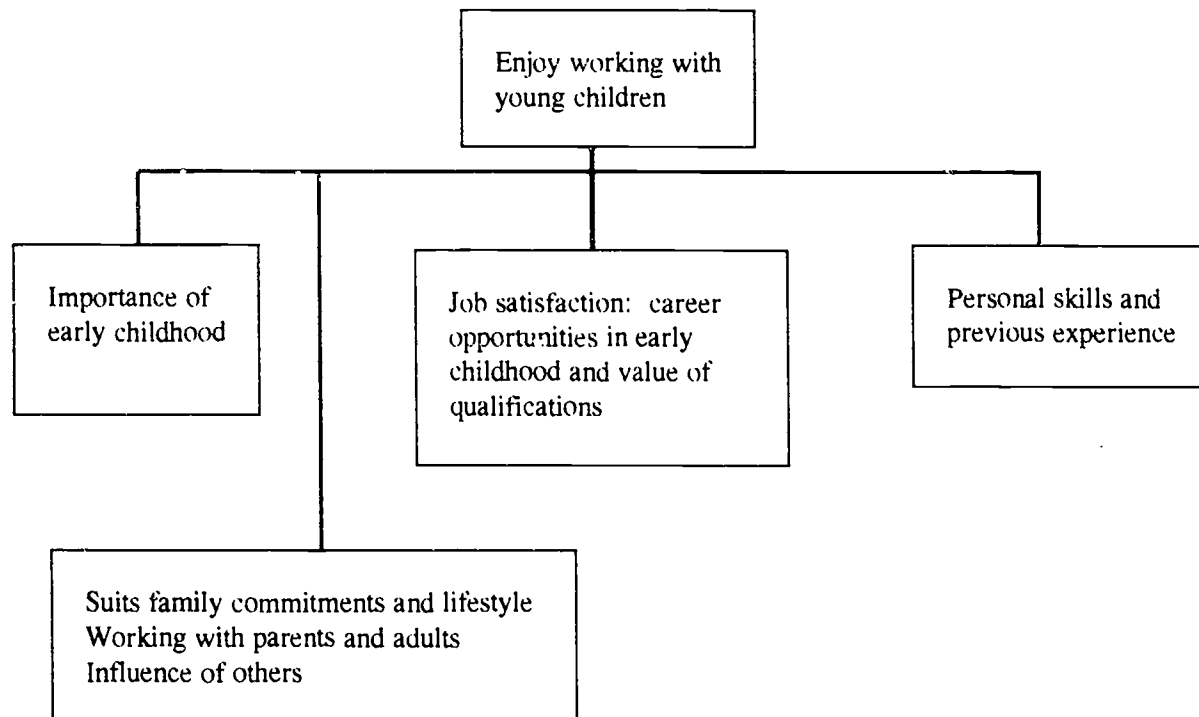 Enjoy working with
young children
Importance of
early childhood
Job satisfaction: career
opportunities in early
childhood and value of
qualifications
Personal skills and
previous experience
Suits family commitments and lifestyle
Working with parents and adults
Influence of others